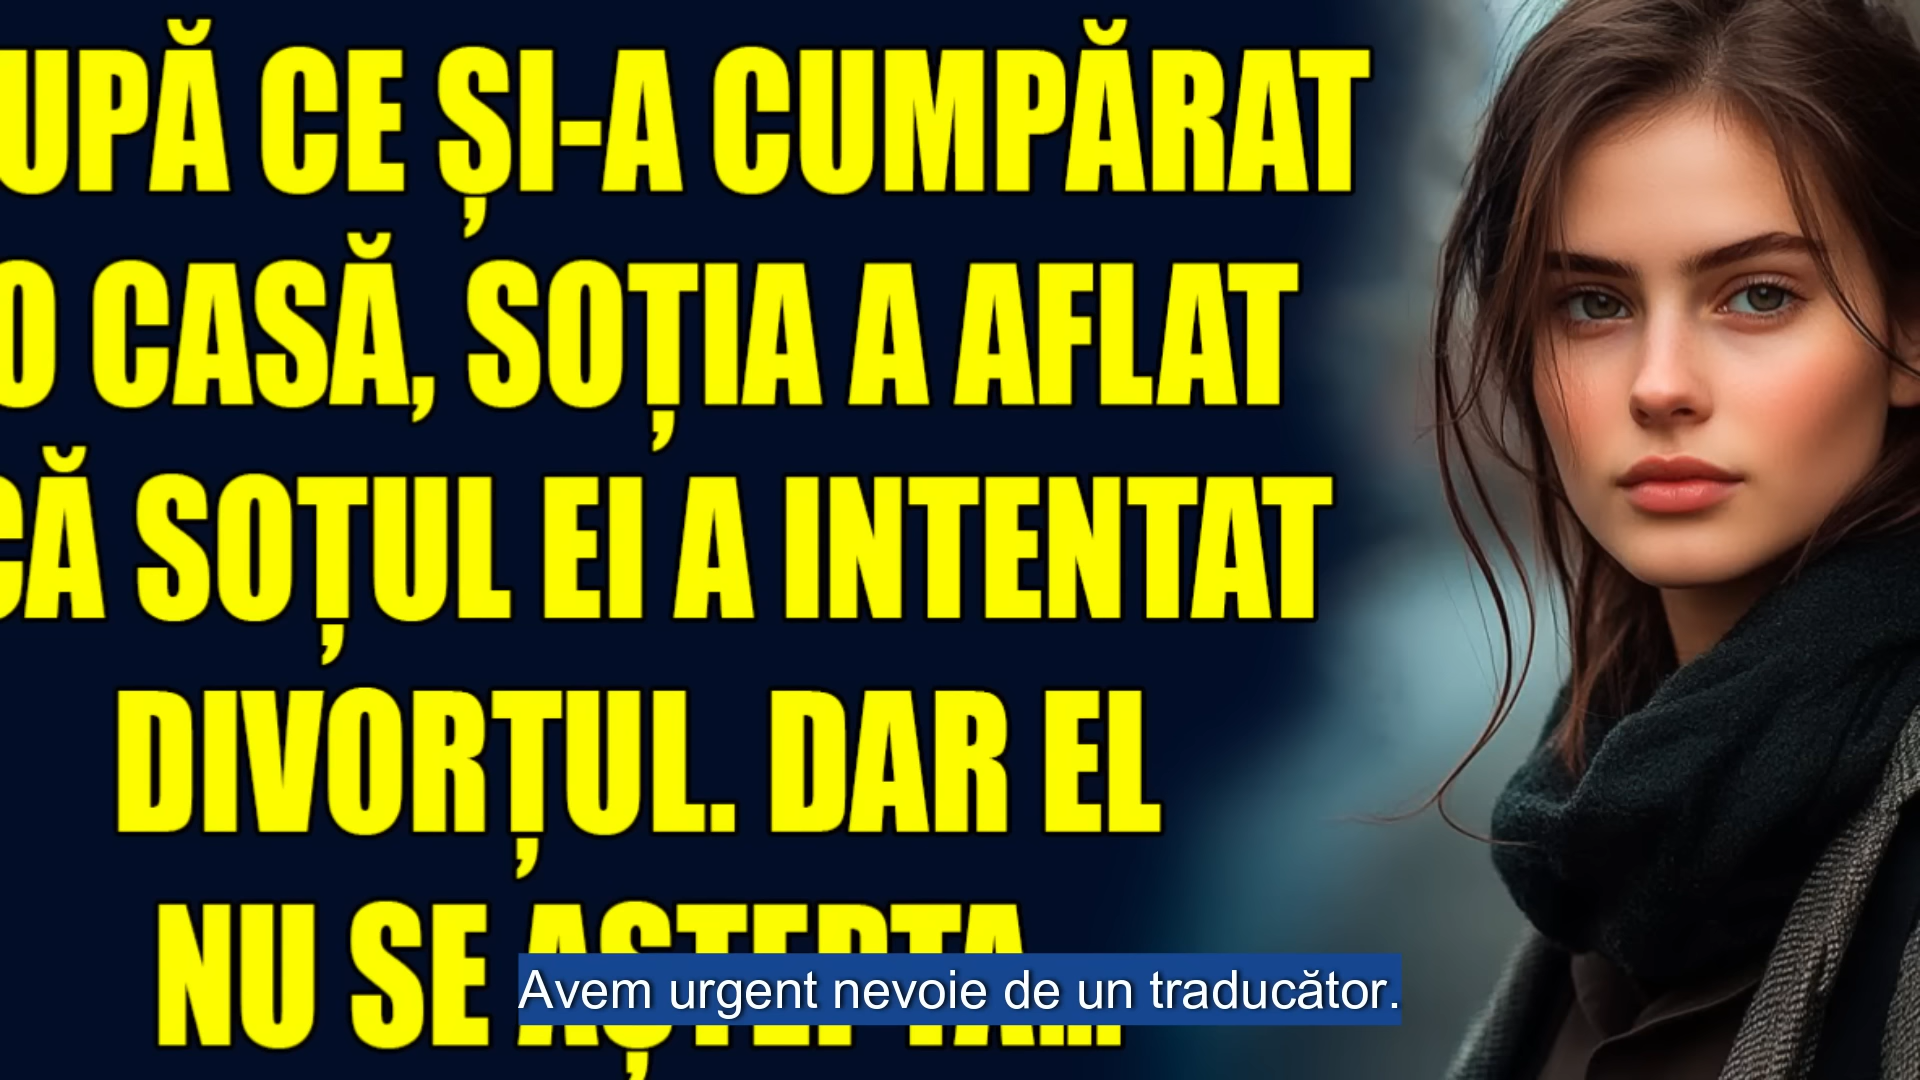 UPĂ CE ȘI-A CUMPĂRAT
O CASĂ, SOȚIA A AFLAT
CĂ SOȚUL EI A INTENTAT
DIVORȚUL. DAR EL
NU SE AȘTEPTA...
Avem urgent nevoie de un traducător.